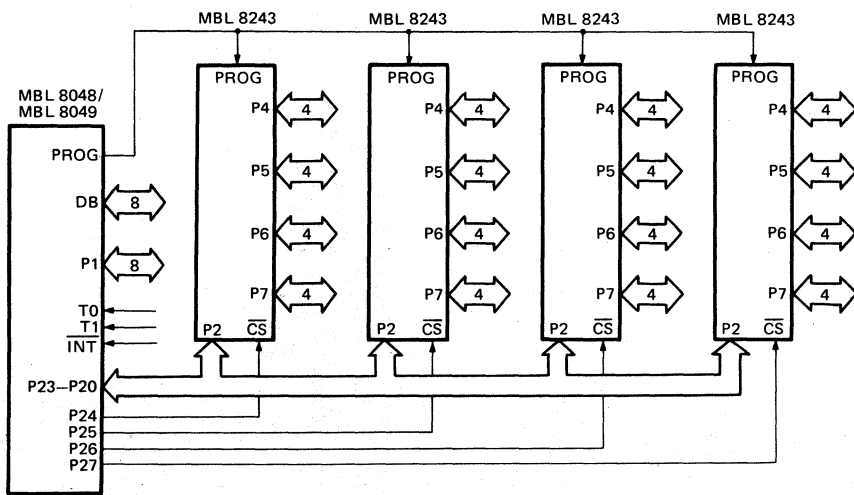 MBL 8243 MBL 8243 MBL 8243 MBL 8243
MBL 8048/
MBL 8049
PROG PROG PROG PROG
P4 4 P4 4 P4 4 P4 4
PROG
P5 4 P5 4 P5 4 P5 4
DB 8
P6 4 P6 4 P6 4 P6 4
P1 8
P7 4 P7 4 P7 4 P7 4
T0
T1
INT
P2 CS P2 CS P2 CS P2 CS
P23–P20
P24
P25
P26
P27